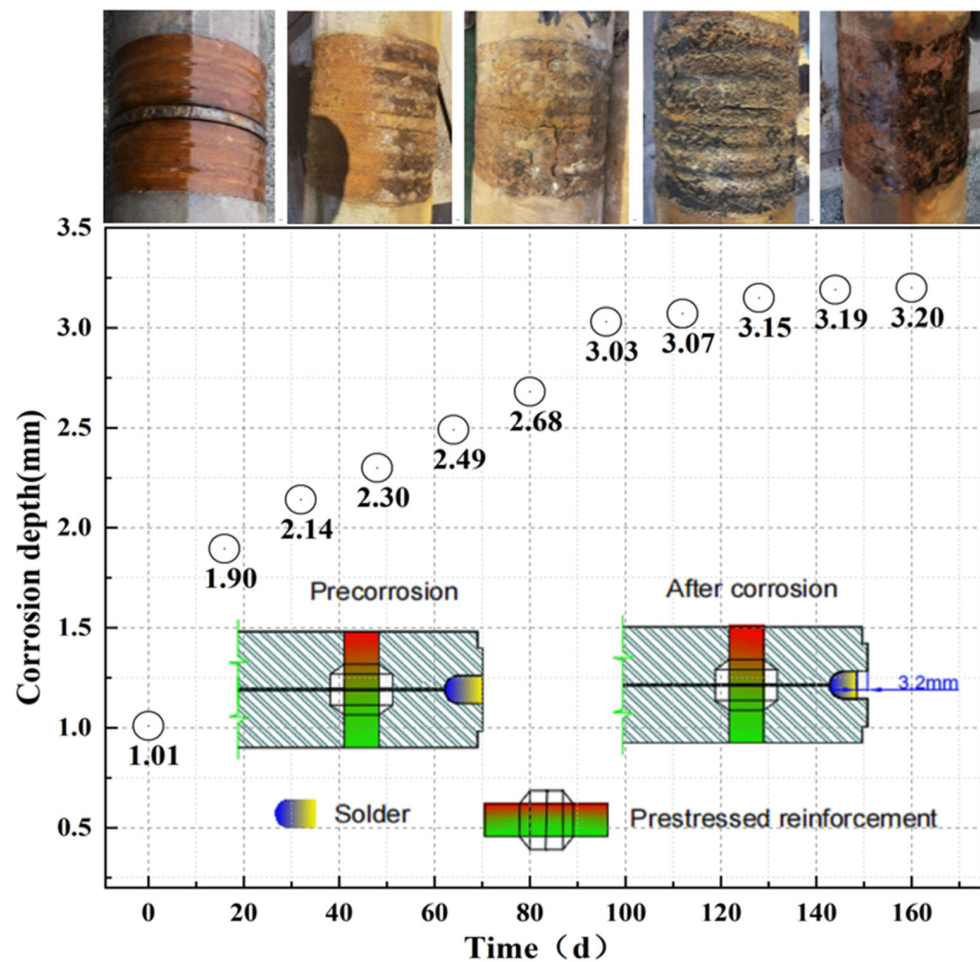 3.5
3.0
2.5
2.0
1.5
1.0
0.5
Corrosion depth(mm)
1.01
1.90
2.14
2.30
2.49
2.68
3.03
3.07
3.15
3.19
3.20
Precorrosion
After corrosion
3.2mm
Solder
Prestressed reinforcement
0 20 40 60 80 100 120 140 160
Time（d）